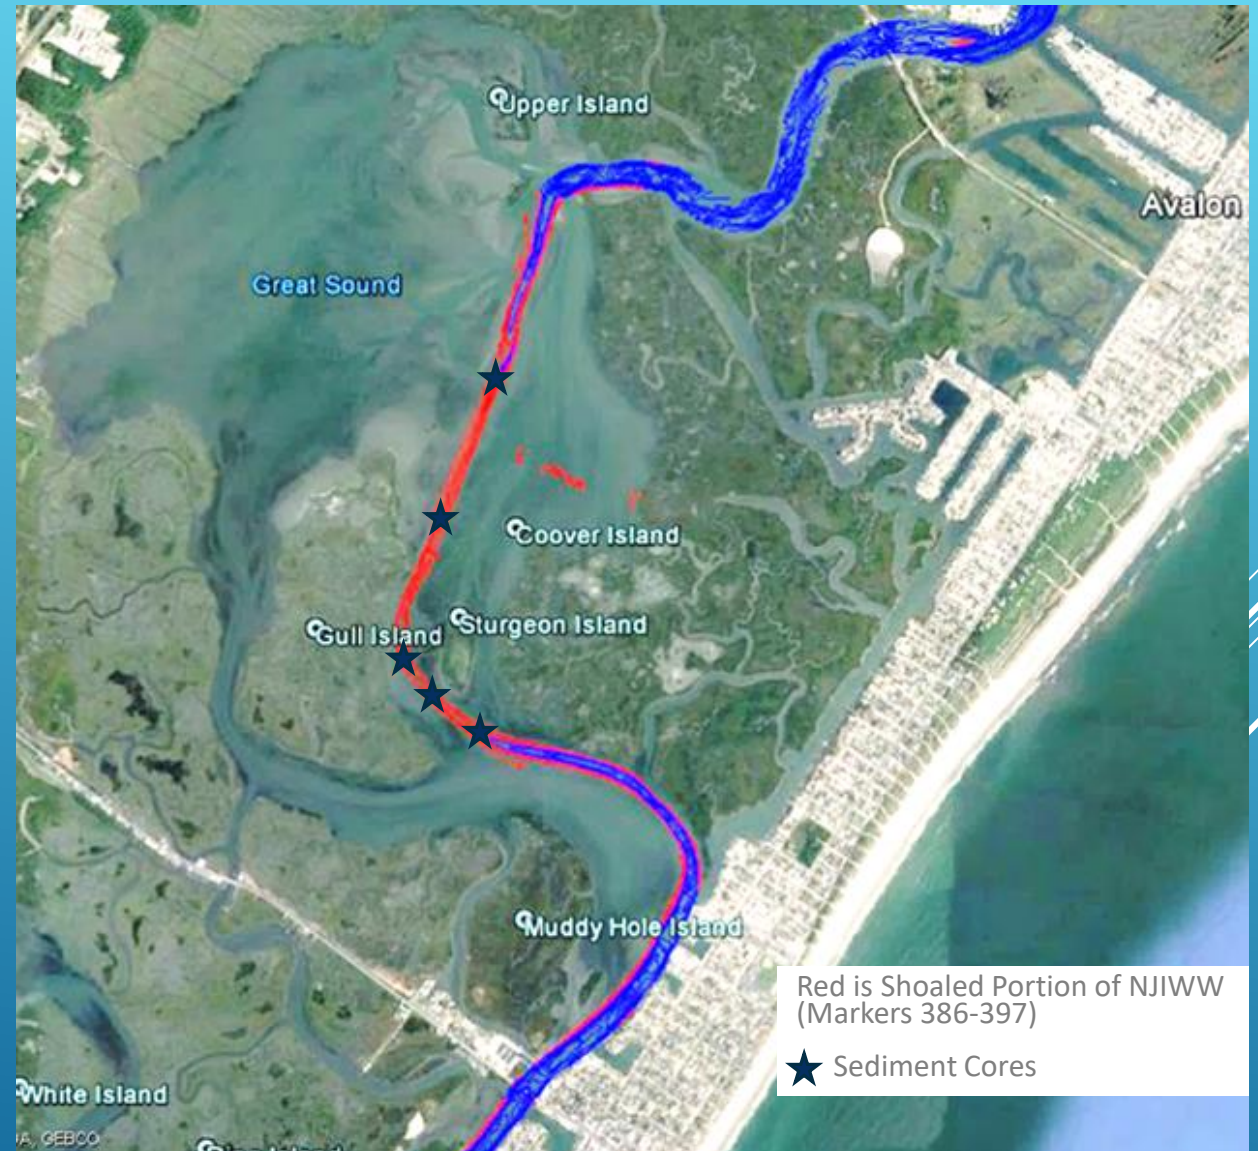 Upper Island
Avalon
Great Sound
Coover Island
Sturgeon Island
Gull Island
Muddy Hole Island
Red is Shoaled Portion of NJIWW
(Markers 386-397)
Sediment Cores
White Island
GEBCO